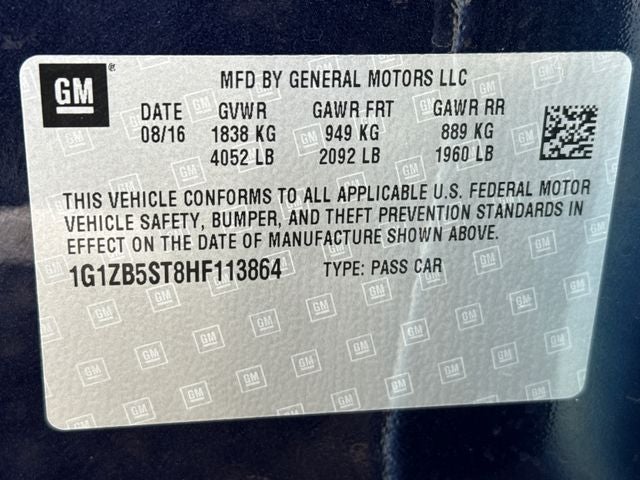 GM
MFD BY GENERAL MOTORS LLC
DATE GVWR GAWR FRT GAWR RR
08/16 1838 KG 949 KG 889 KG
4052 LB 2092 LB 1960 LB
THIS VEHICLE CONFORMS TO ALL APPLICABLE U.S. FEDERAL MOTOR
VEHICLE SAFETY, BUMPER, AND THEFT PREVENTION STANDARDS IN
EFFECT ON THE DATE OF MANUFACTURE SHOWN ABOVE.
1G1ZB5ST8HF113864 TYPE: PASS CAR